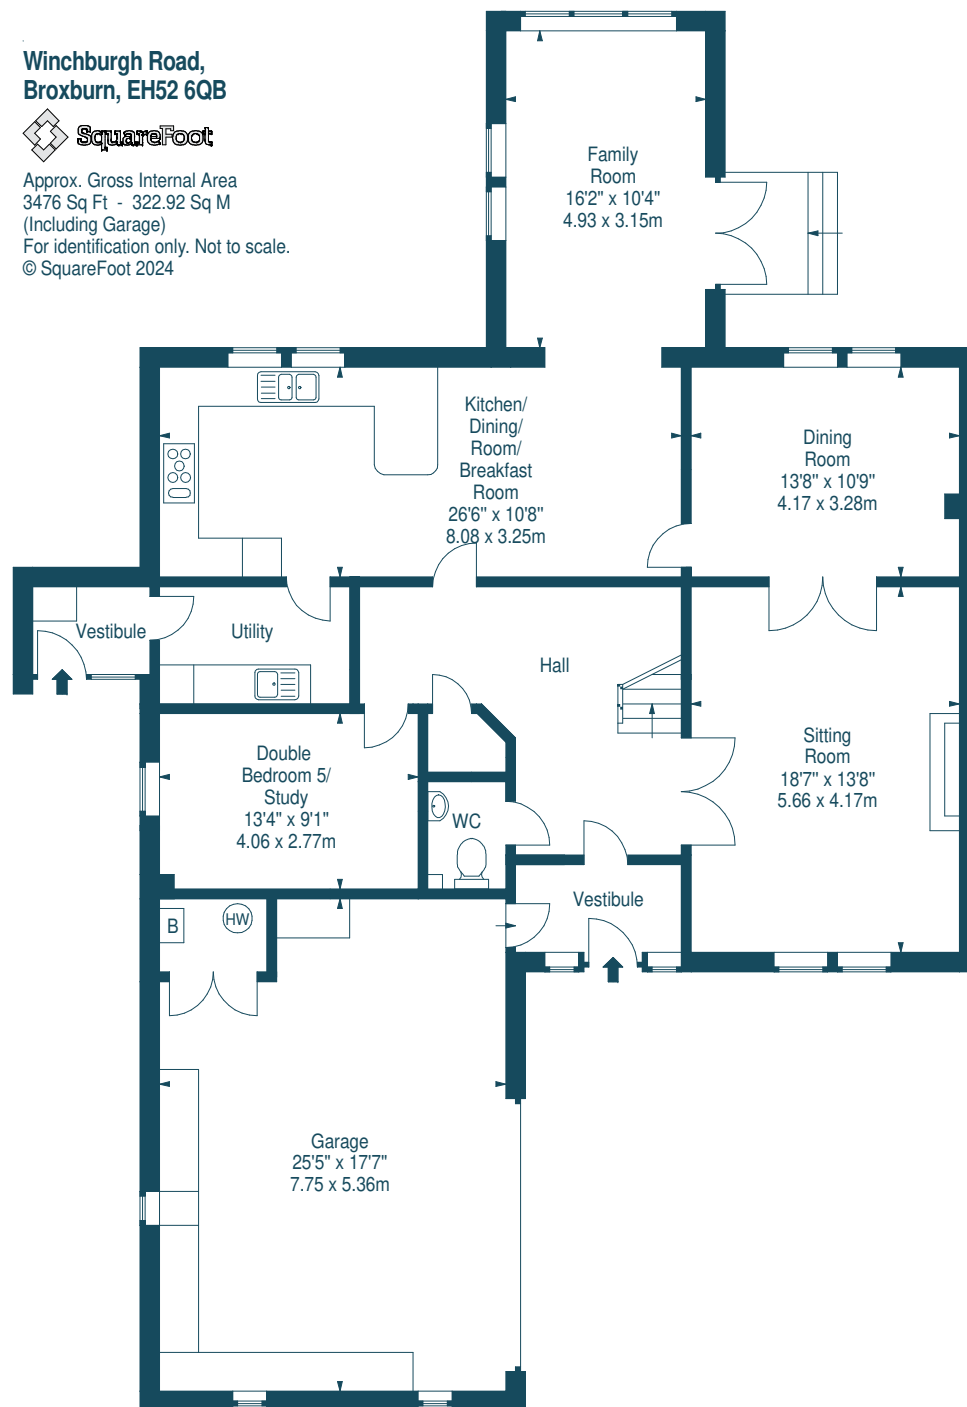 Winchburgh Road,
Broxburn, EH52 6QB
SquareFoot
Approx. Gross Internal Area
3476 Sq Ft - 322.92 Sq M
(Including Garage)
For identification only. Not to scale.
© SquareFoot 2024
Family
Room
16'2" x 10'4"
4.93 x 3.15m
Kitchen/
Dining/
Room/
Breakfast
Room
26'6" x 10'8"
8.08 x 3.25m
Dining
Room
13'8" x 10'9"
4.17 x 3.28m
Vestibule
Utility
Hall
Sitting
Room
18'7" x 13'8"
5.66 x 4.17m
Double
Bedroom 5/
Study
13'4" x 9'1"
4.06 x 2.77m
WC
Vestibule
B
HW
Garage
25'5" x 17'7"
7.75 x 5.36m